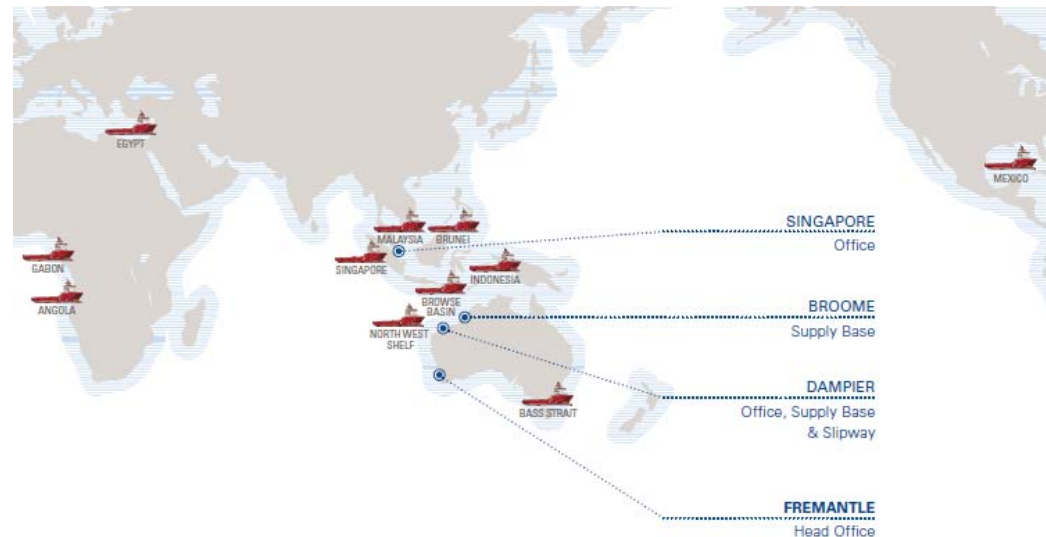 EGYPT
MEXICO
GABON
ANGOLA
MALAYSIA
BRUNEI
SINGAPORE
INDONESIA
BROWSE
BASIN
NORTH WEST
SHELF
BASS STRAIT
SINGAPORE
Office
BROOME
Supply Base
DAMPIER
Office, Supply Base
& Slipway
FREMANTLE
Head Office